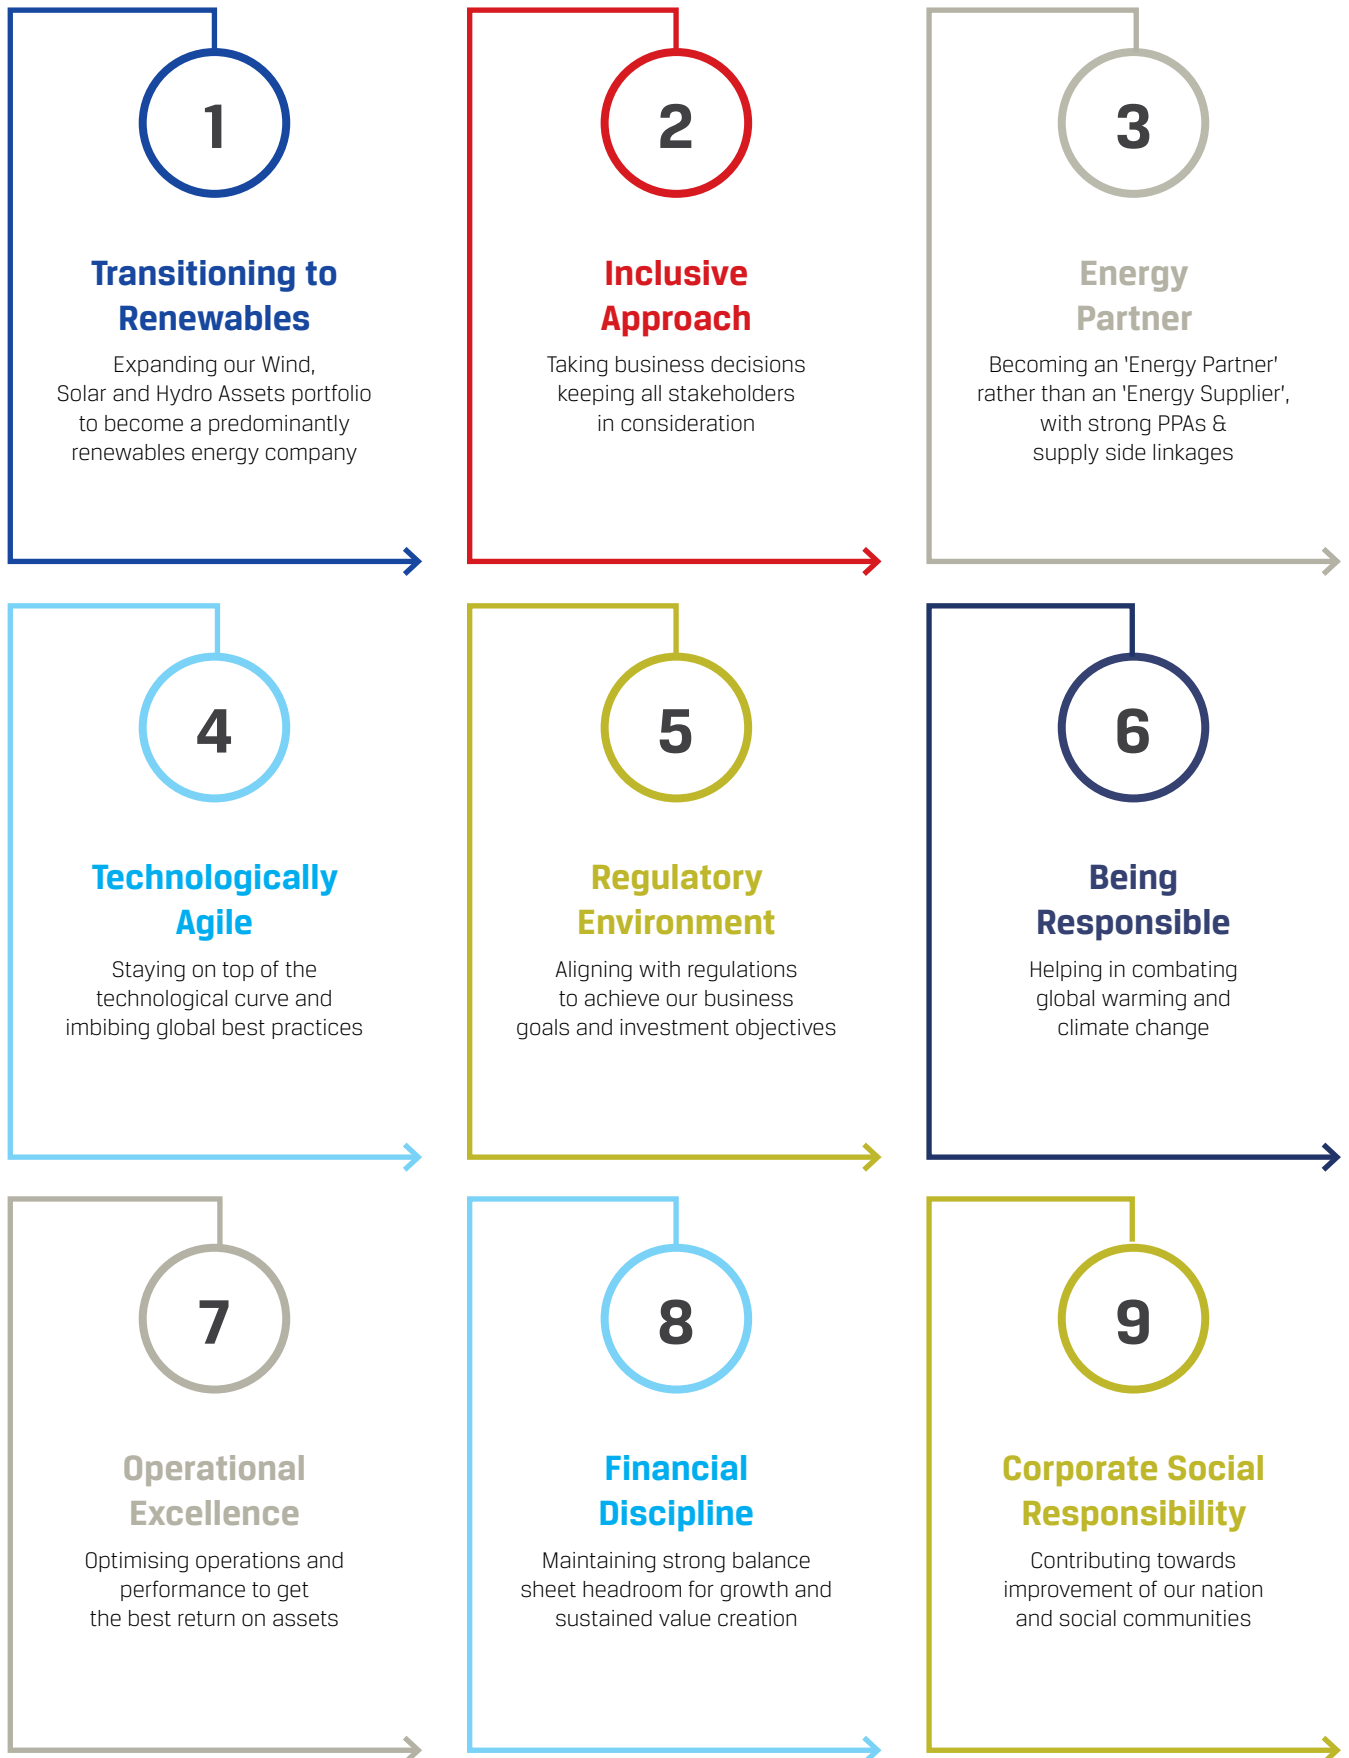 1
Transitioning to
Renewables
Expanding our Wind,
Solar and Hydro Assets portfolio
to become a predominantly
renewables energy company
2
Inclusive
Approach
Taking business decisions
keeping all stakeholders
in consideration
3
Energy
Partner
Becoming an 'Energy Partner'
rather than an 'Energy Supplier',
with strong PPAs &
supply side linkages
4
Technologically
Agile
Staying on top of the
technological curve and
imbibing global best practices
5
Regulatory
Environment
Aligning with regulations
to achieve our business
goals and investment objectives
6
Being
Responsible
Helping in combating
global warming and
climate change
7
Operational
Excellence
Optimising operations and
performance to get
the best return on assets
8
Financial
Discipline
Maintaining strong balance
sheet headroom for growth and
sustained value creation
9
Corporate Social
Responsibility
Contributing towards
improvement of our nation
and social communities